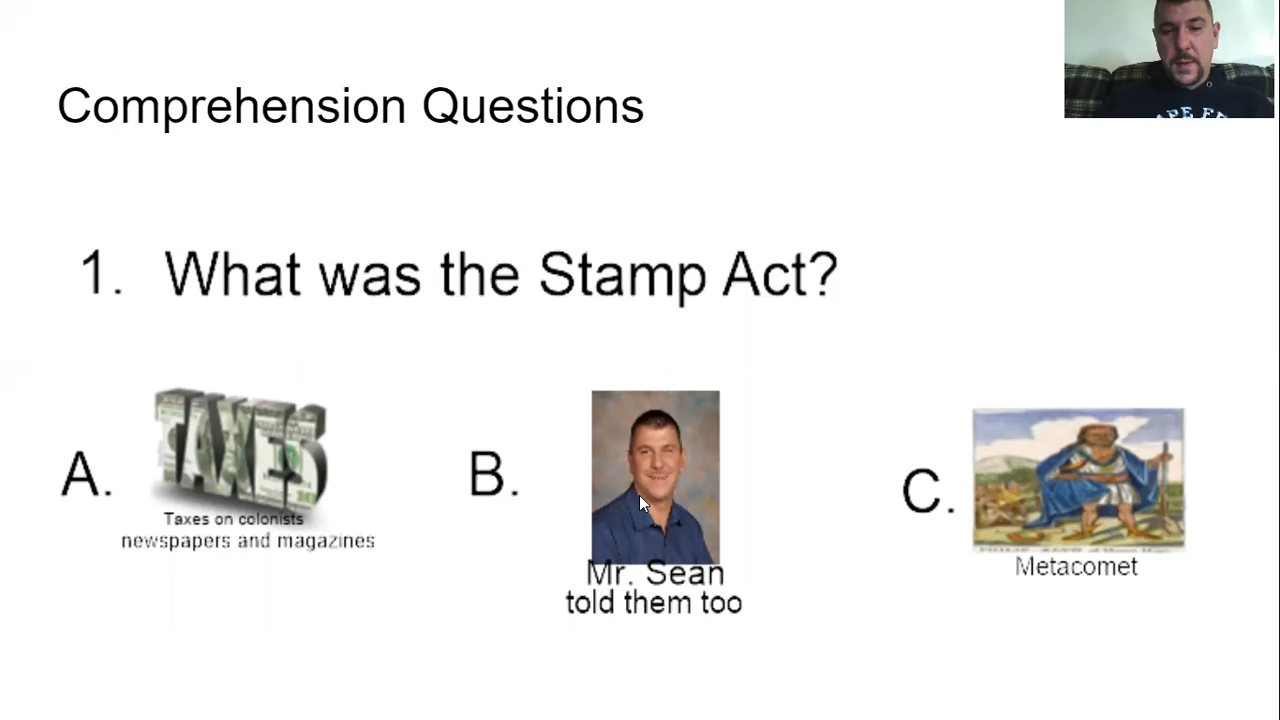 Comprehension Questions
1. What was the Stamp Act?
A.
TAXES
Taxes on colonists
newspapers and magazines
B.
Mr. Sean
told them too
C.
Metacomet